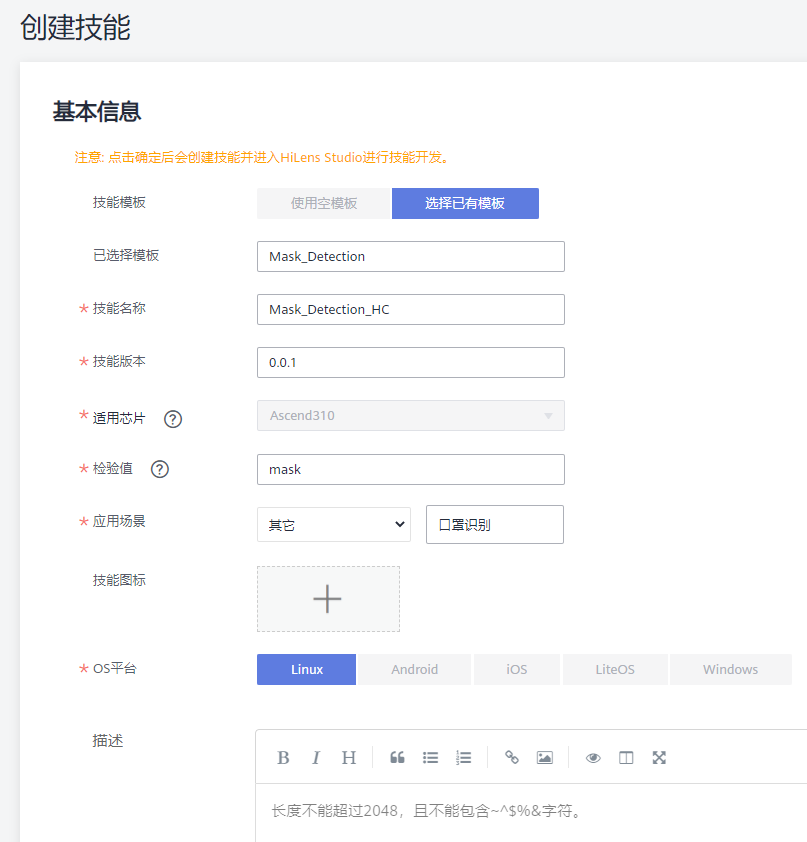 创建技能
基本信息
注意: 点击确定后会创建技能并进入HiLens Studio进行技能开发。
技能模板 使用空模板 选择已有模板
已选择模板 Mask_Detection
* 技能名称 Mask_Detection_HC
* 技能版本 0.0.1
* 适用芯片 ? Ascend310
* 检验值 ? mask
* 应用场景 其它 口罩识别
技能图标
* OS平台 Linux Android iOS LiteOS Windows
描述
B I H
长度不能超过2048，且不能包含~^$%&字符。